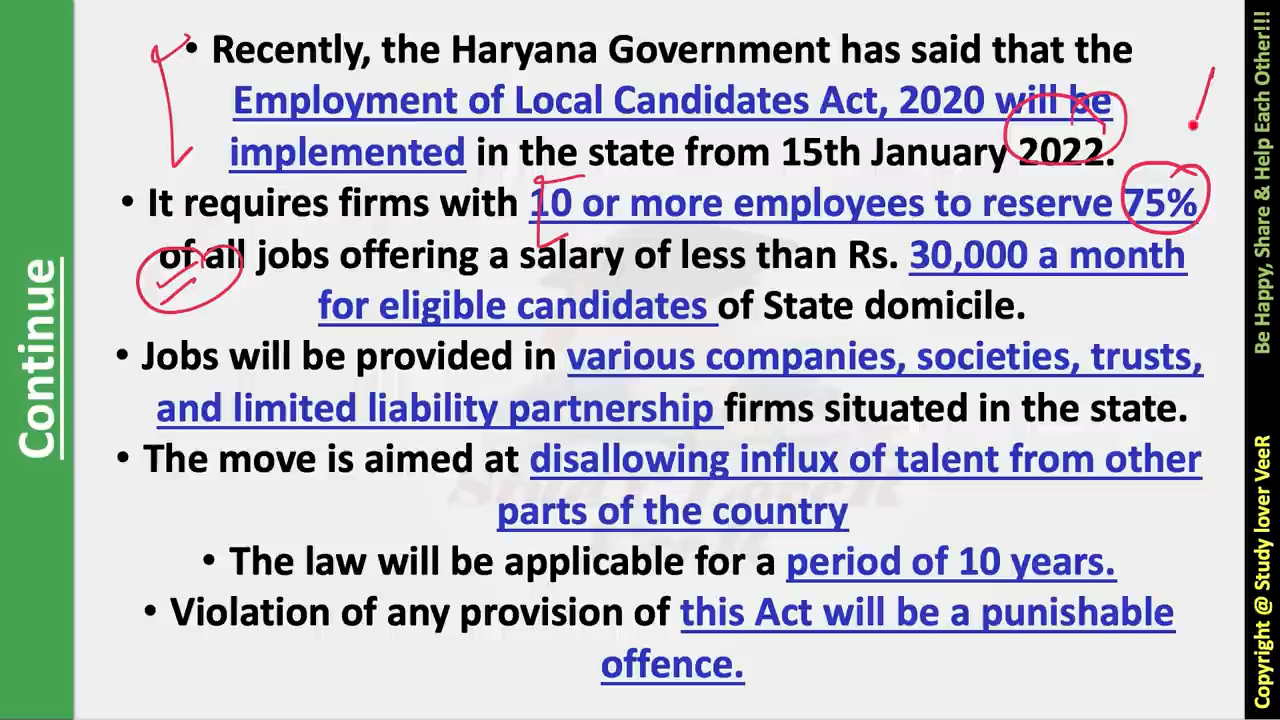 Continue
• Recently, the Haryana Government has said that the
Employment of Local Candidates Act, 2020 will be
implemented in the state from 15th January 2022.
• It requires firms with 10 or more employees to reserve 75%
of all jobs offering a salary of less than Rs. 30,000 a month
for eligible candidates of State domicile.
• Jobs will be provided in various companies, societies, trusts,
and limited liability partnership firms situated in the state.
• The move is aimed at disallowing influx of talent from other
parts of the country
• The law will be applicable for a period of 10 years.
• Violation of any provision of this Act will be a punishable
offence.
Copyright @ Study lover VeeR
Be Happy, Share & Help Each Other!!!